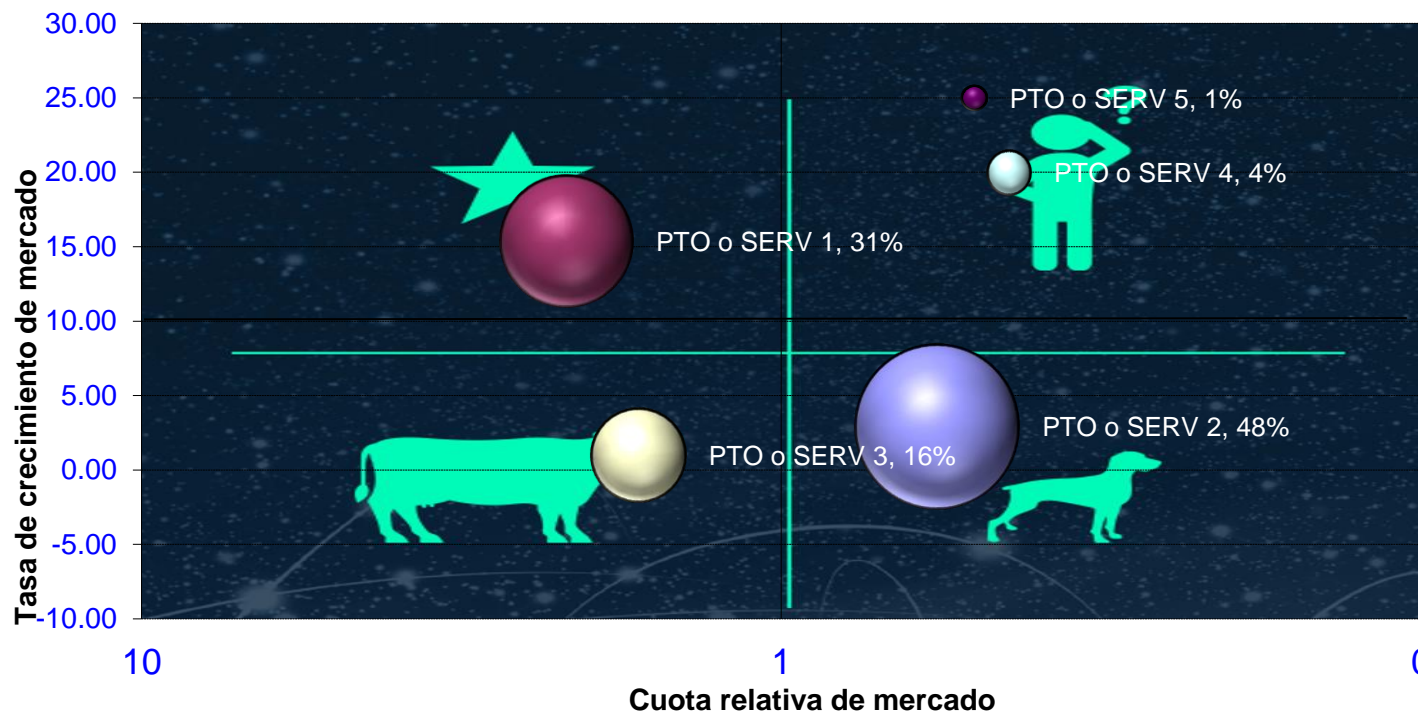 30.00
25.00
20.00
15.00
10.00
5.00
0.00
-5.00
-10.00
Tasa de crecimiento de mercado
PTO o SERV 5, 1%
?
PTO o SERV 4, 4%
PTO o SERV 1, 31%
PTO o SERV 2, 48%
PTO o SERV 3, 16%
10
1
Cuota relativa de mercado